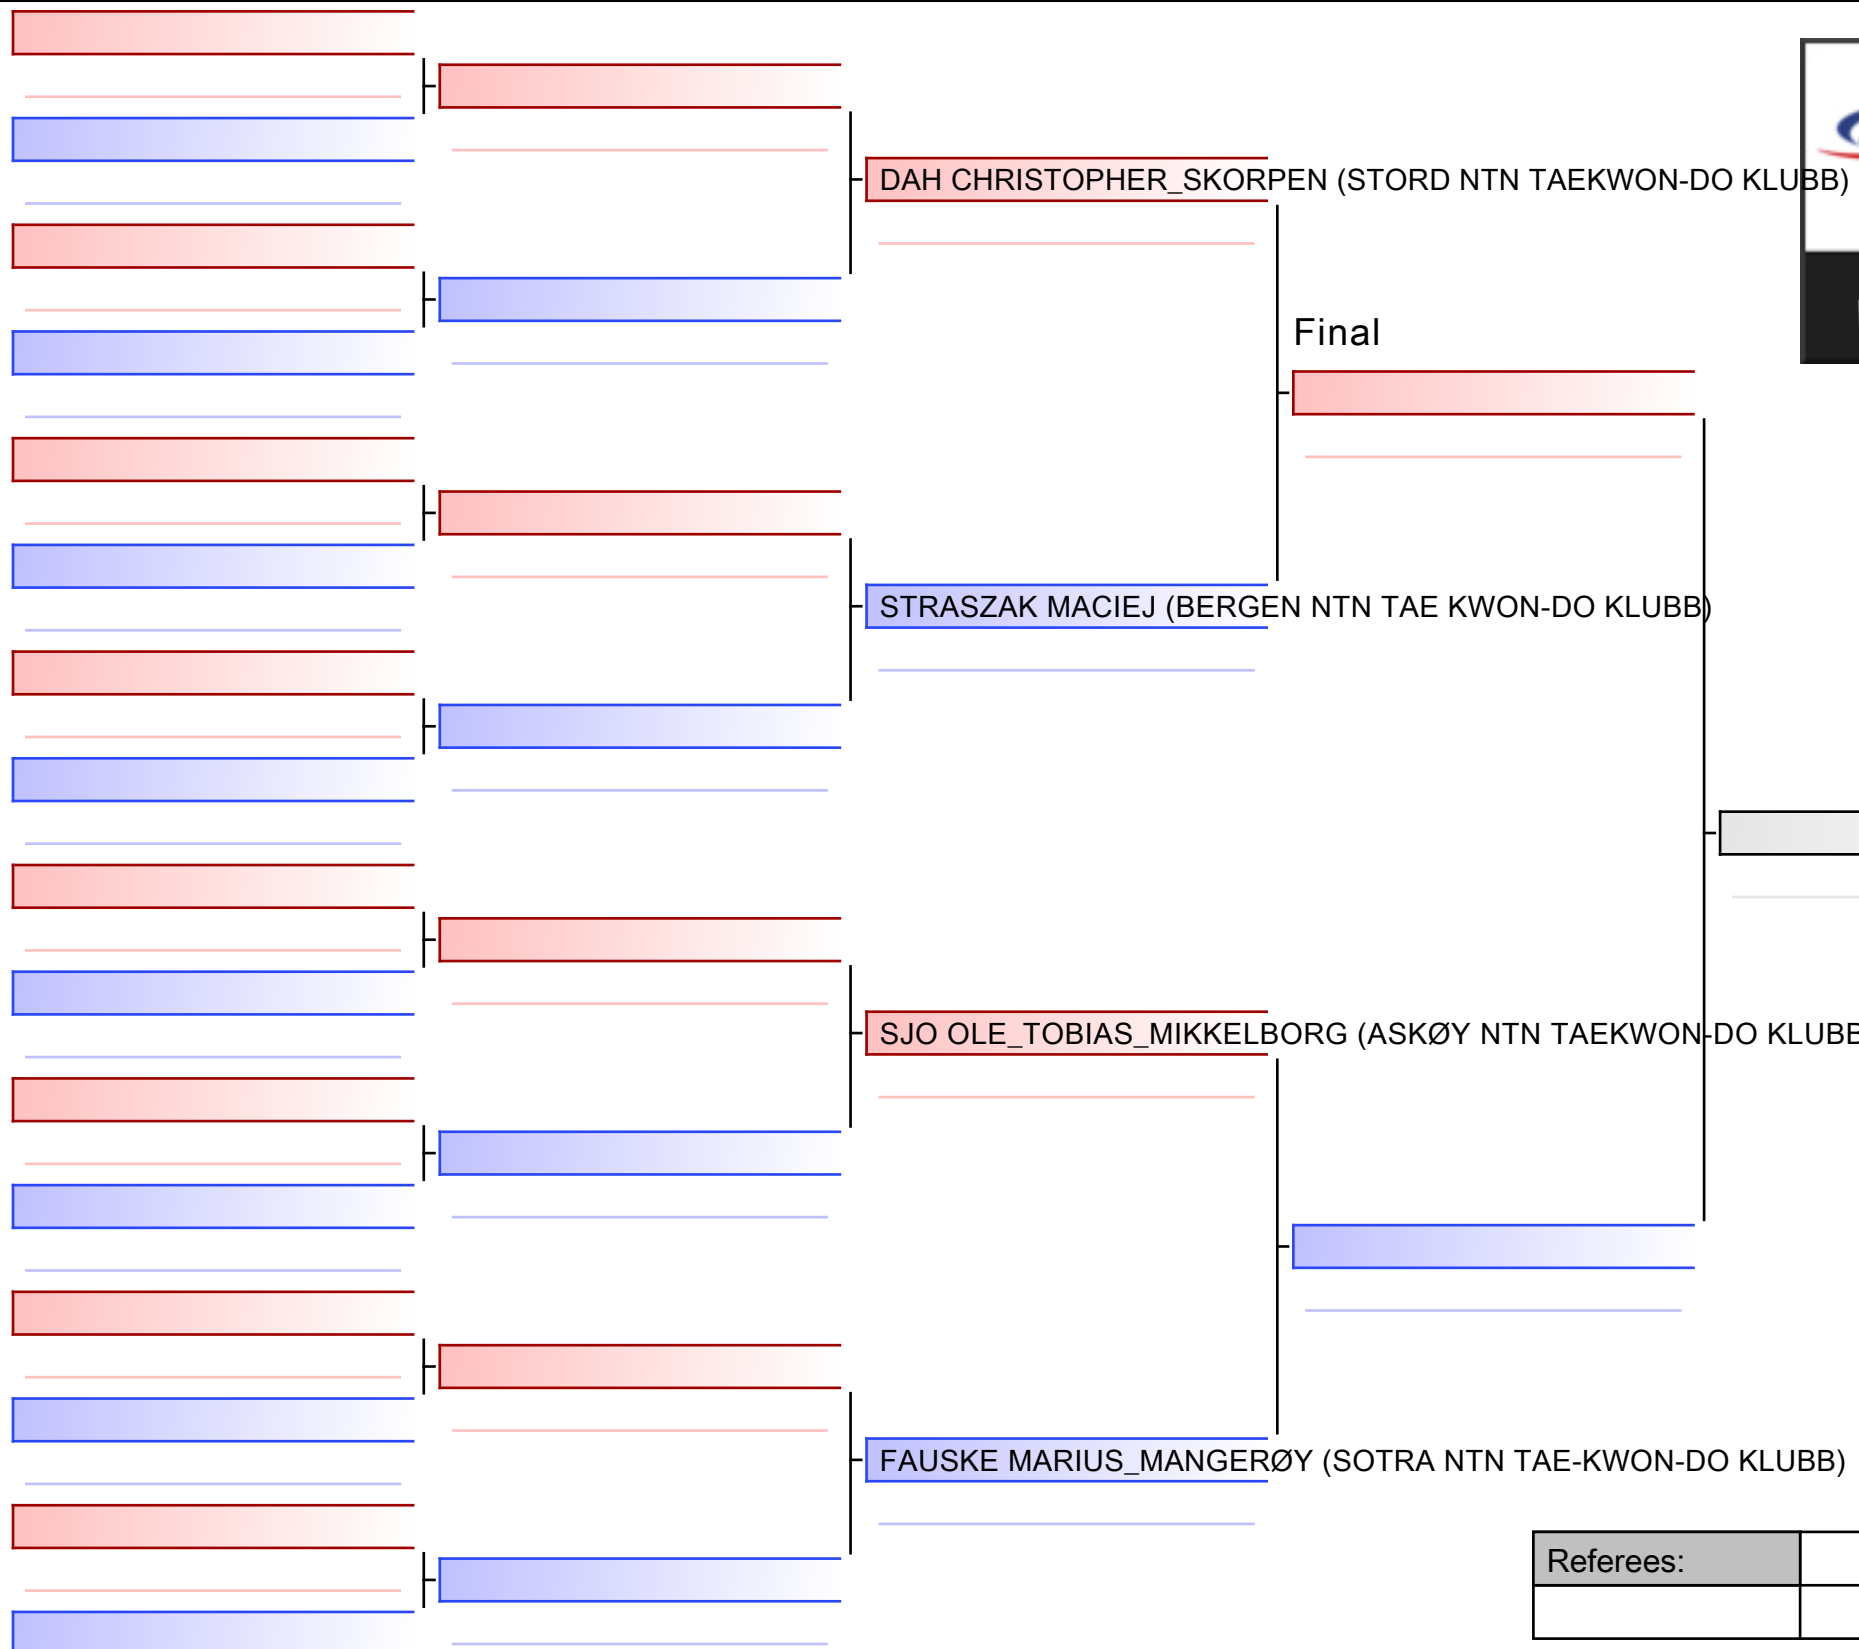 DAH CHRISTOPHER_SKORPEN (STORD NTN TAEKWON-DO KLUBB)
Final
STRASZAK MACIEJ (BERGEN NTN TAE KWON-DO KLUBB)
SJO OLE_TOBIAS_MIKKELBORG (ASKØY NTN TAEKWON-DO KLUBB
FAUSKE MARIUS_MANGERØY (SOTRA NTN TAE-KWON-DO KLUBB)
Referees: